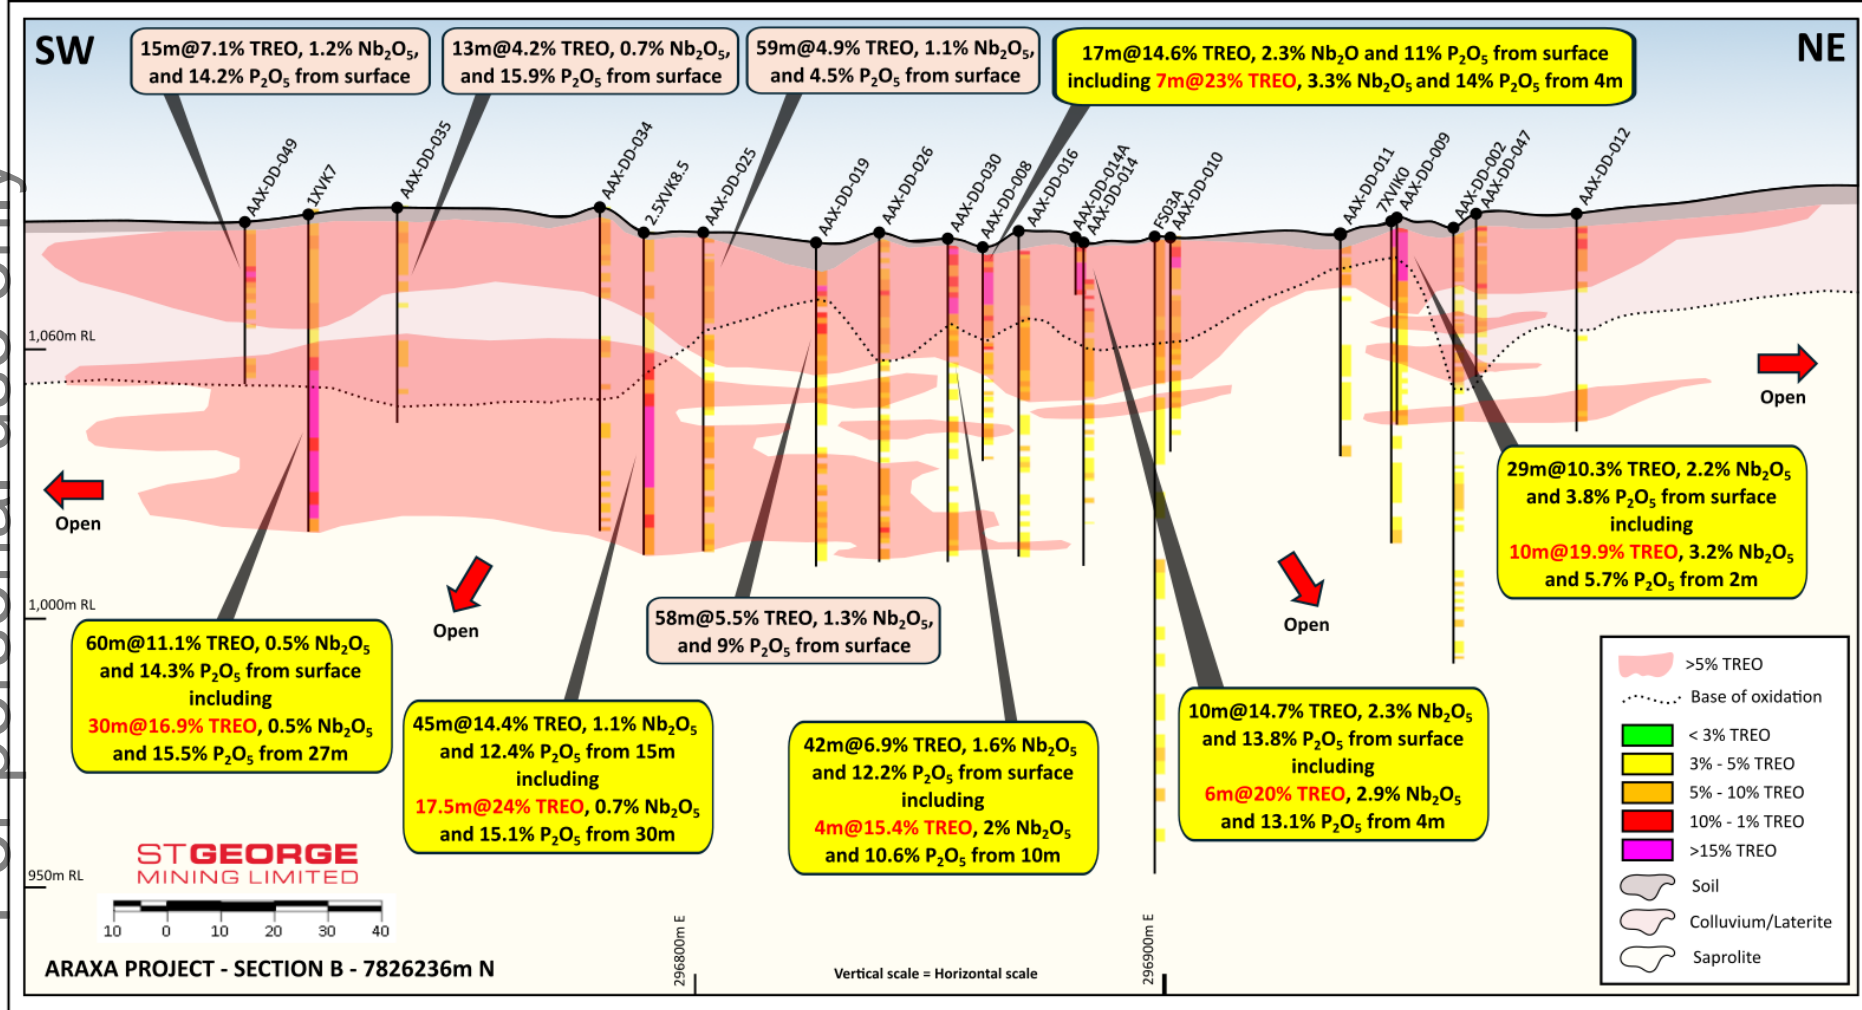 SW
NE
15m@7.1% TREO, 1.2% Nb₂O₅,
and 14.2% P₂O₅ from surface
13m@4.2% TREO, 0.7% Nb₂O₅,
and 15.9% P₂O₅ from surface
59m@4.9% TREO, 1.1% Nb₂O₅,
and 4.5% P₂O₅ from surface
17m@14.6% TREO, 2.3% Nb₂O and 11% P₂O₅ from surface
including 7m@23% TREO, 3.3% Nb₂O₅ and 14% P₂O₅ from 4m
AAX-DD-049
1XVK7
AAX-DD-035
AAX-DD-034
2.5XVK8.5
AAX-DD-025
AAX-DD-019
AAX-DD-026
AAX-DD-030
AAX-DD-008
AAX-DD-016
AAX-DD-014A
AAX-DD-014
FS03A
AAX-DD-010
AAX-DD-011
7XVIK0
AAX-DD-009
AAX-DD-002
AAX-DD-047
AAX-DD-012
1,060m RL
1,000m RL
950m RL
Open
Open
Open
Open
60m@11.1% TREO, 0.5% Nb₂O₅
and 14.3% P₂O₅ from surface
including
30m@16.9% TREO, 0.5% Nb₂O₅
and 15.5% P₂O₅ from 27m
45m@14.4% TREO, 1.1% Nb₂O₅
and 12.4% P₂O₅ from 15m
including
17.5m@24% TREO, 0.7% Nb₂O₅
and 15.1% P₂O₅ from 30m
58m@5.5% TREO, 1.3% Nb₂O₅,
and 9% P₂O₅ from surface
42m@6.9% TREO, 1.6% Nb₂O₅
and 12.2% P₂O₅ from surface
including
4m@15.4% TREO, 2% Nb₂O₅
and 10.6% P₂O₅ from 10m
10m@14.7% TREO, 2.3% Nb₂O₅
and 13.8% P₂O₅ from surface
including
6m@20% TREO, 2.9% Nb₂O₅
and 13.1% P₂O₅ from 4m
29m@10.3% TREO, 2.2% Nb₂O₅
and 3.8% P₂O₅ from surface
including
10m@19.9% TREO, 3.2% Nb₂O₅
and 5.7% P₂O₅ from 2m
>5% TREO
Base of oxidation
< 3% TREO
3% - 5% TREO
5% - 10% TREO
10% - 1% TREO
>15% TREO
Soil
Colluvium/Laterite
Saprolite
STGEORGE
MINING LIMITED
10 0 10 20 30 40
ARAXA PROJECT - SECTION B - 7826236m N
296800m E
Vertical scale = Horizontal scale
296900m E